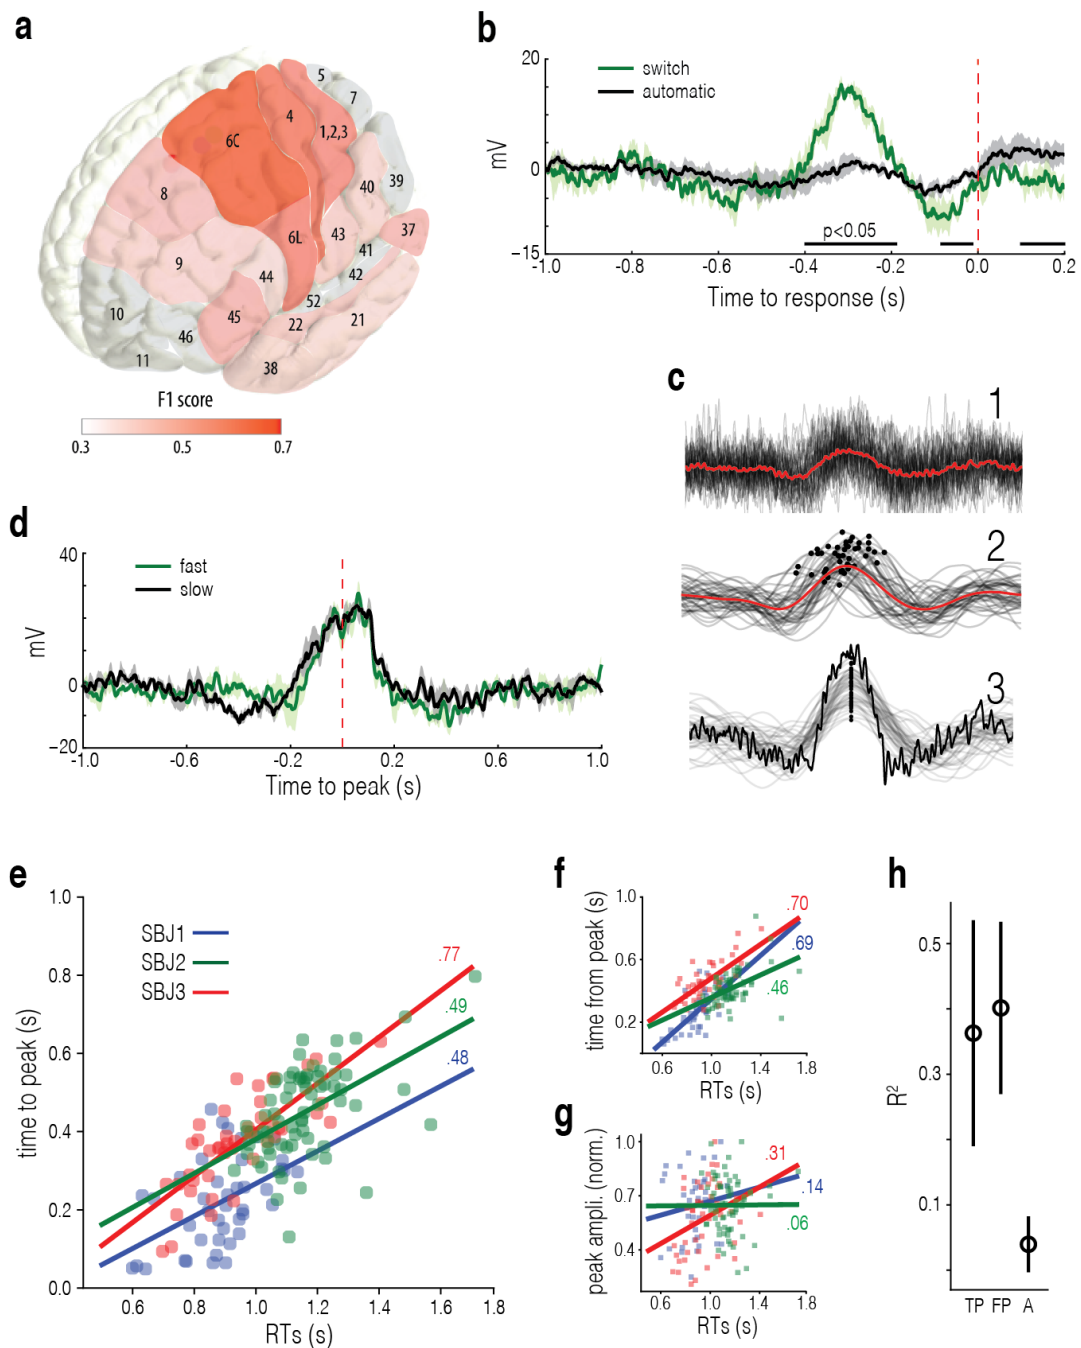 a
5
7
4
1,2,3
6C
39
40
8
37
6L
43
41
9
44
42
52
10
45
22
21
46
11
38
F1 score
0.3 0.5 0.7
b
20
switch
automatic
mV
0
p<0.05
−15
-1.0 -0.8 -0.6 -0.4 -0.2 0.0 0.2
Time to response (s)
c
1
2
3
d
40
fast
slow
mV
0
−20
-1.0 -0.6 -0.2 0.2 0.6 1.0
Time to peak (s)
e
1.0
SBJ1
SBJ2
SBJ3
.77
0.8
.49
0.6
.48
time to peak (s)
0.4
0.2
0.0
0.6 0.8 1.0 1.2 1.4 1.6 1.8
RTs (s)
f
1.0
.70
.69
time from peak (s)
0.6
.46
0.2
0.6 1.0 1.4 1.8
RTs (s)
g
1.0
.31
0.7
.14
.06
peak ampli. (norm.)
0.4
0.6 1.0 1.4 1.8
RTs (s)
h
0.5
0.3
R²
0.1
TP FP A